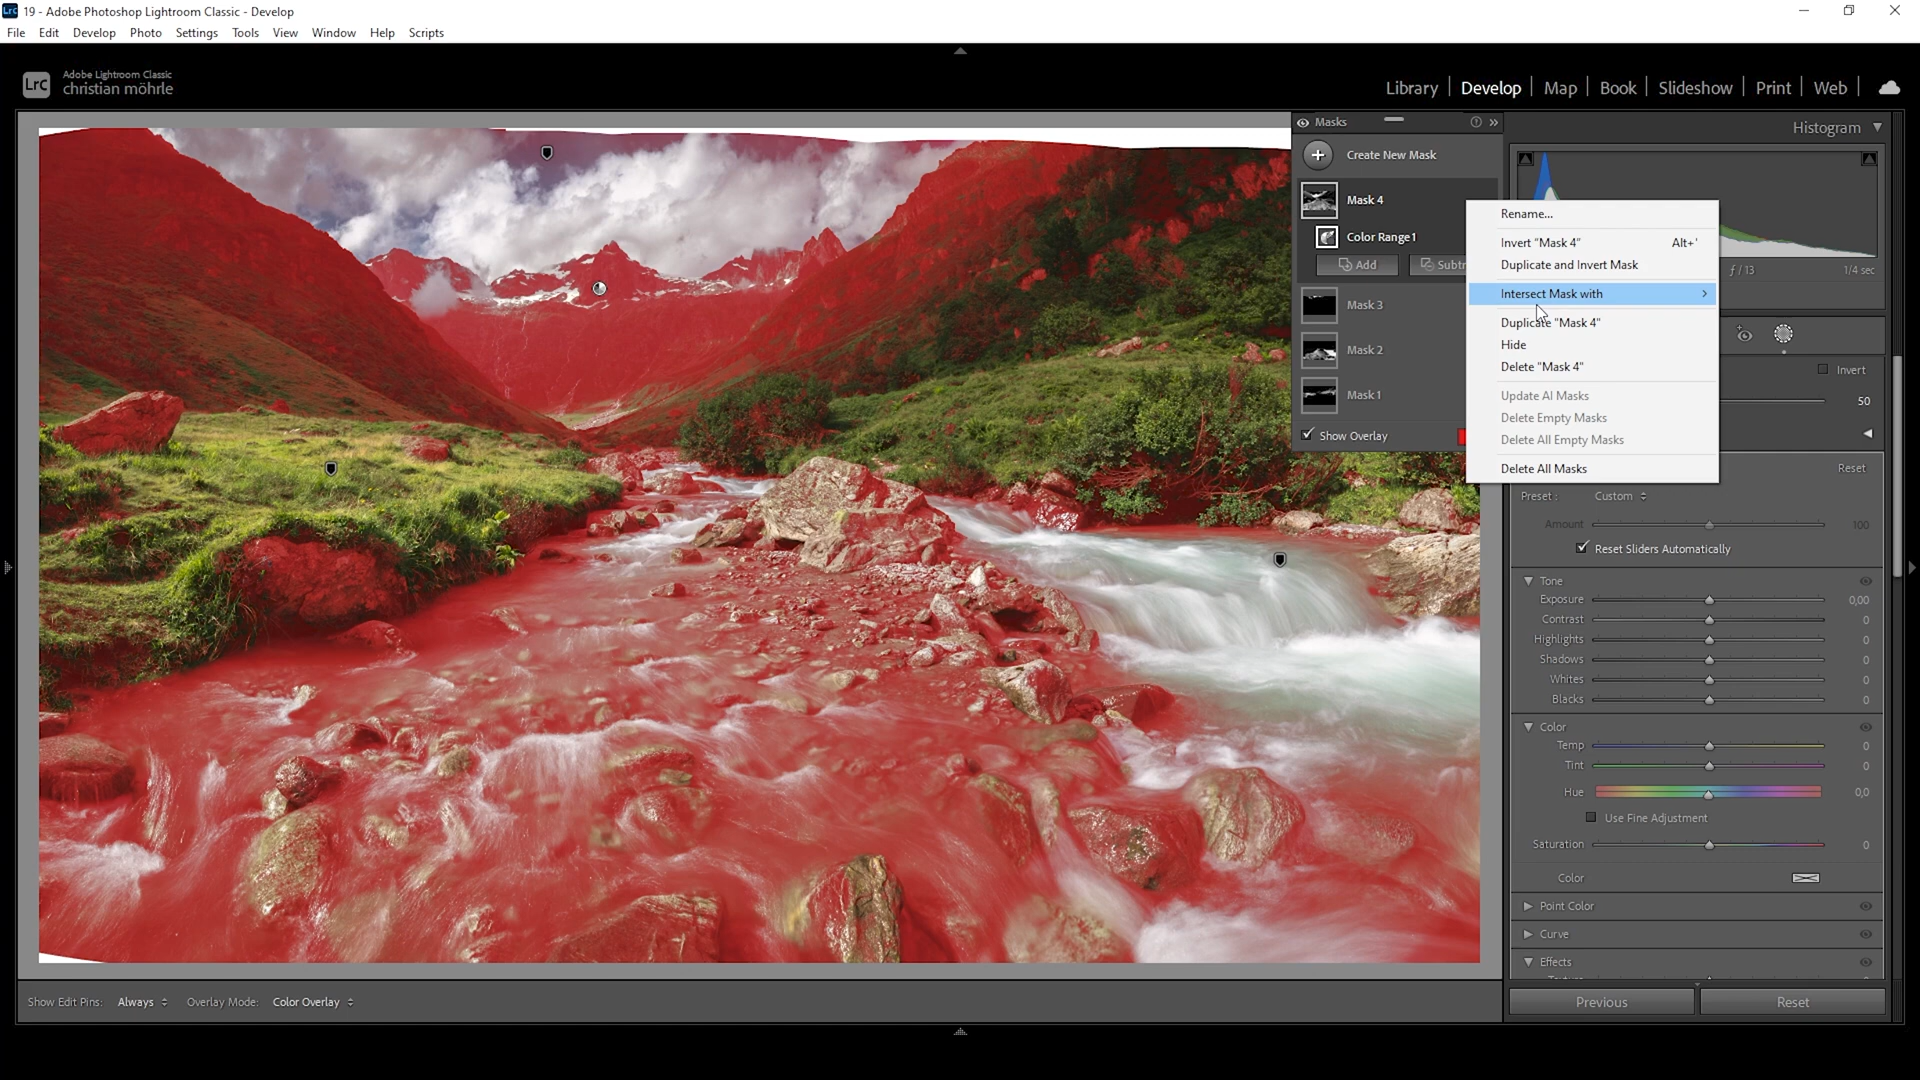 Lrc 19 - Adobe Photoshop Lightroom Classic - Develop
File Edit Develop Photo Settings Tools View Window Help Scripts
LrC
Adobe Lightroom Classic
christian möhrle
Library | Develop | Map | Book | Slideshow | Print | Web
Masks
Histogram
Create New Mask
Mask 4
Color Range 1
Add
Subtr
Mask 3
Mask 2
Mask 1
Show Overlay
Rename...
Invert "Mask 4" Alt+'
Duplicate and Invert Mask
Intersect Mask with
Duplicate "Mask 4"
Hide
Delete "Mask 4"
Update AI Masks
Delete Empty Masks
Delete All Empty Masks
Delete All Masks
ƒ / 13 1/4 sec
Invert
50
Reset
Preset : Custom
Amount 100
Reset Sliders Automatically
Tone
Exposure 0,00
Contrast 0
Highlights 0
Shadows 0
Whites 0
Blacks 0
Color
Temp 0
Tint 0
Hue 0,0
Use Fine Adjustment
Saturation 0
Color
Point Color
Curve
Effects
Show Edit Pins: Always Overlay Mode: Color Overlay
Previous Reset